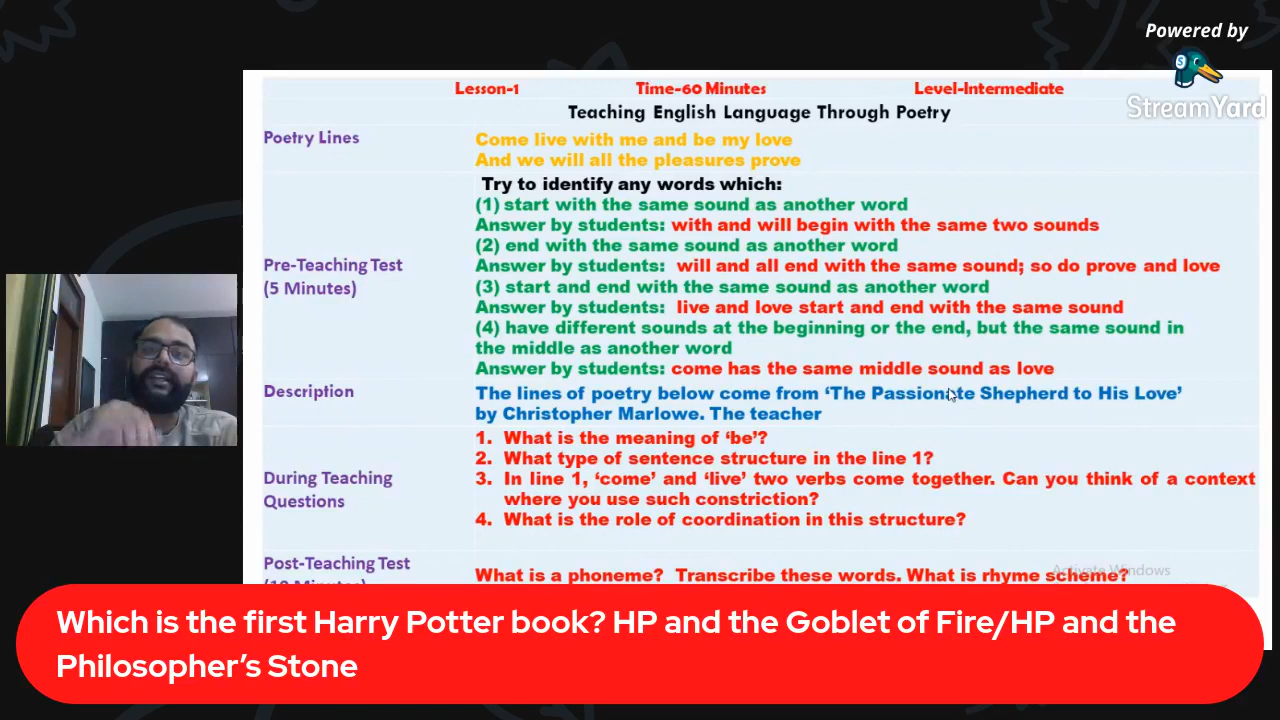 Powered by
StreamYard
Lesson-1 Time-60 Minutes Level-Intermediate
Teaching English Language Through Poetry
Poetry Lines
Come live with me and be my love
And we will all the pleasures prove
Pre-Teaching Test
(5 Minutes)
Try to identify any words which:
(1) start with the same sound as another word
Answer by students: with and will begin with the same two sounds
(2) end with the same sound as another word
Answer by students: will and all end with the same sound; so do prove and love
(3) start and end with the same sound as another word
Answer by students: live and love start and end with the same sound
(4) have different sounds at the beginning or the end, but the same sound in
the middle as another word
Answer by students: come has the same middle sound as love
Description
The lines of poetry below come from ‘The Passionate Shepherd to His Love’
by Christopher Marlowe. The teacher
During Teaching
Questions
1. What is the meaning of ‘be’?
2. What type of sentence structure in the line 1?
3. In line 1, ‘come’ and ‘live’ two verbs come together. Can you think of a context
where you use such constriction?
4. What is the role of coordination in this structure?
Post-Teaching Test
What is a phoneme? Transcribe these words. What is rhyme scheme?
Activate Windows
Which is the first Harry Potter book? HP and the Goblet of Fire/HP and the
Philosopher’s Stone